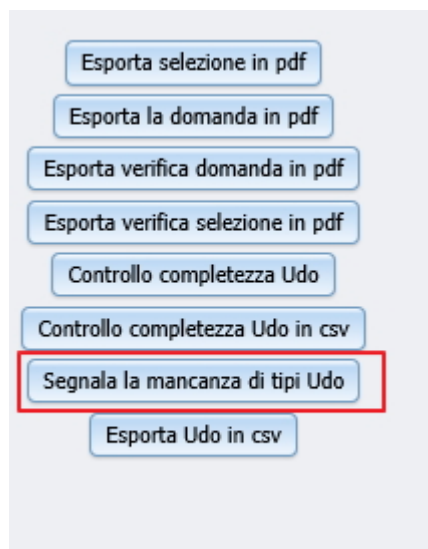 Esporta selezione in pdf
Esporta la domanda in pdf
Esporta verifica domanda in pdf
Esporta verifica selezione in pdf
Controllo completezza Udo
Controllo completezza Udo in csv
Segnala la mancanza di tipi Udo
Esporta Udo in csv